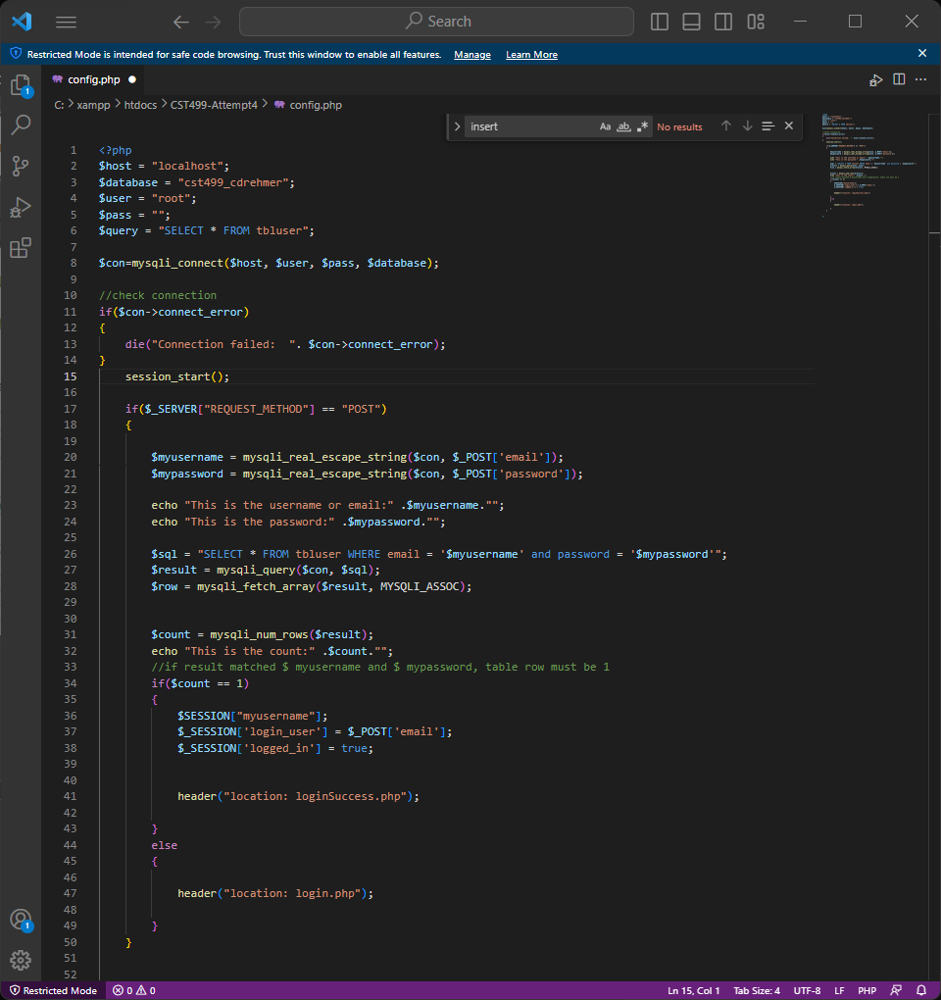 Search
Restricted Mode is intended for safe code browsing. Trust this window to enable all features. Manage Learn More
config.php
C: > xampp > htdocs > CST499-Attempt4 > config.php
insert Aa ab .* No results
1 <?php
2 $host = "localhost";
3 $database = "cst499_cdrehmer";
4 $user = "root";
5 $pass = "";
6 $query = "SELECT * FROM tbluser";
7
8 $con=mysqli_connect($host, $user, $pass, $database);
9
10 //check connection
11 if($con->connect_error)
12 {
13 die("Connection failed:  ". $con->connect_error);
14 }
15 session_start();
16
17 if($_SERVER["REQUEST_METHOD"] == "POST")
18 {
19
20 $myusername = mysqli_real_escape_string($con, $_POST['email']);
21 $mypassword = mysqli_real_escape_string($con, $_POST['password']);
22
23 echo "This is the username or email:" .$myusername."";
24 echo "This is the password:" .$mypassword."";
25
26 $sql = "SELECT * FROM tbluser WHERE email = '$myusername' and password = '$mypassword'";
27 $result = mysqli_query($con, $sql);
28 $row = mysqli_fetch_array($result, MYSQLI_ASSOC);
29
30
31 $count = mysqli_num_rows($result);
32 echo "This is the count:" .$count."";
33 //if result matched $ myusername and $ mypassword, table row must be 1
34 if($count == 1)
35 {
36 $SESSION["myusername"];
37 $_SESSION['login_user'] = $_POST['email'];
38 $_SESSION['logged_in'] = true;
39
40
41 header("location: loginSuccess.php");
42
43 }
44 else
45 {
46
47 header("location: login.php");
48
49 }
50 }
51
52
1
1
Restricted Mode 0 0 Ln 15, Col 1 Tab Size: 4 UTF-8 LF PHP